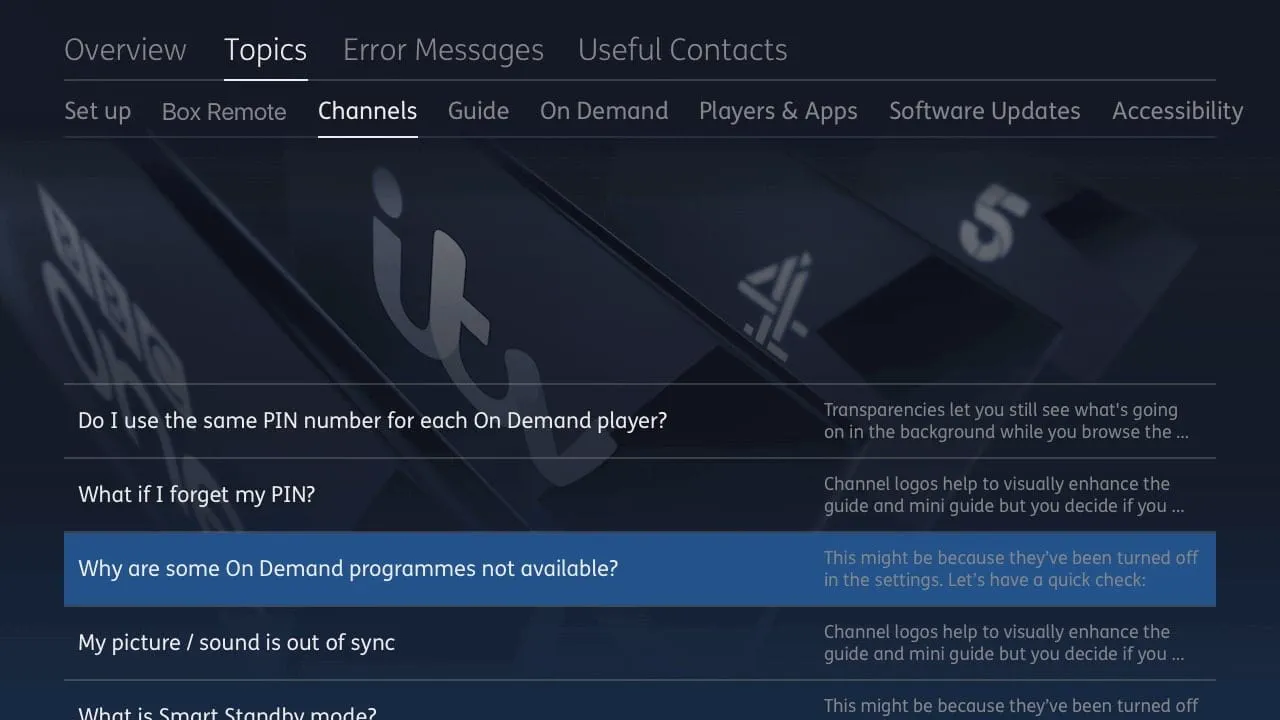 Overview Topics Error Messages Useful Contacts
Set up Box Remote Channels Guide On Demand Players & Apps Software Updates Accessibility
BBC
one
itv
4
5
Do I use the same PIN number for each On Demand player?
Transparencies let you still see what's going
on in the background while you browse the ...
What if I forget my PIN?
Channel logos help to visually enhance the
guide and mini guide but you decide if you ...
Why are some On Demand programmes not available?
This might be because they’ve been turned off
in the settings. Let’s have a quick check:
My picture / sound is out of sync
Channel logos help to visually enhance the
guide and mini guide but you decide if you ...
What is Smart Standby mode?
This might be because they’ve been turned off